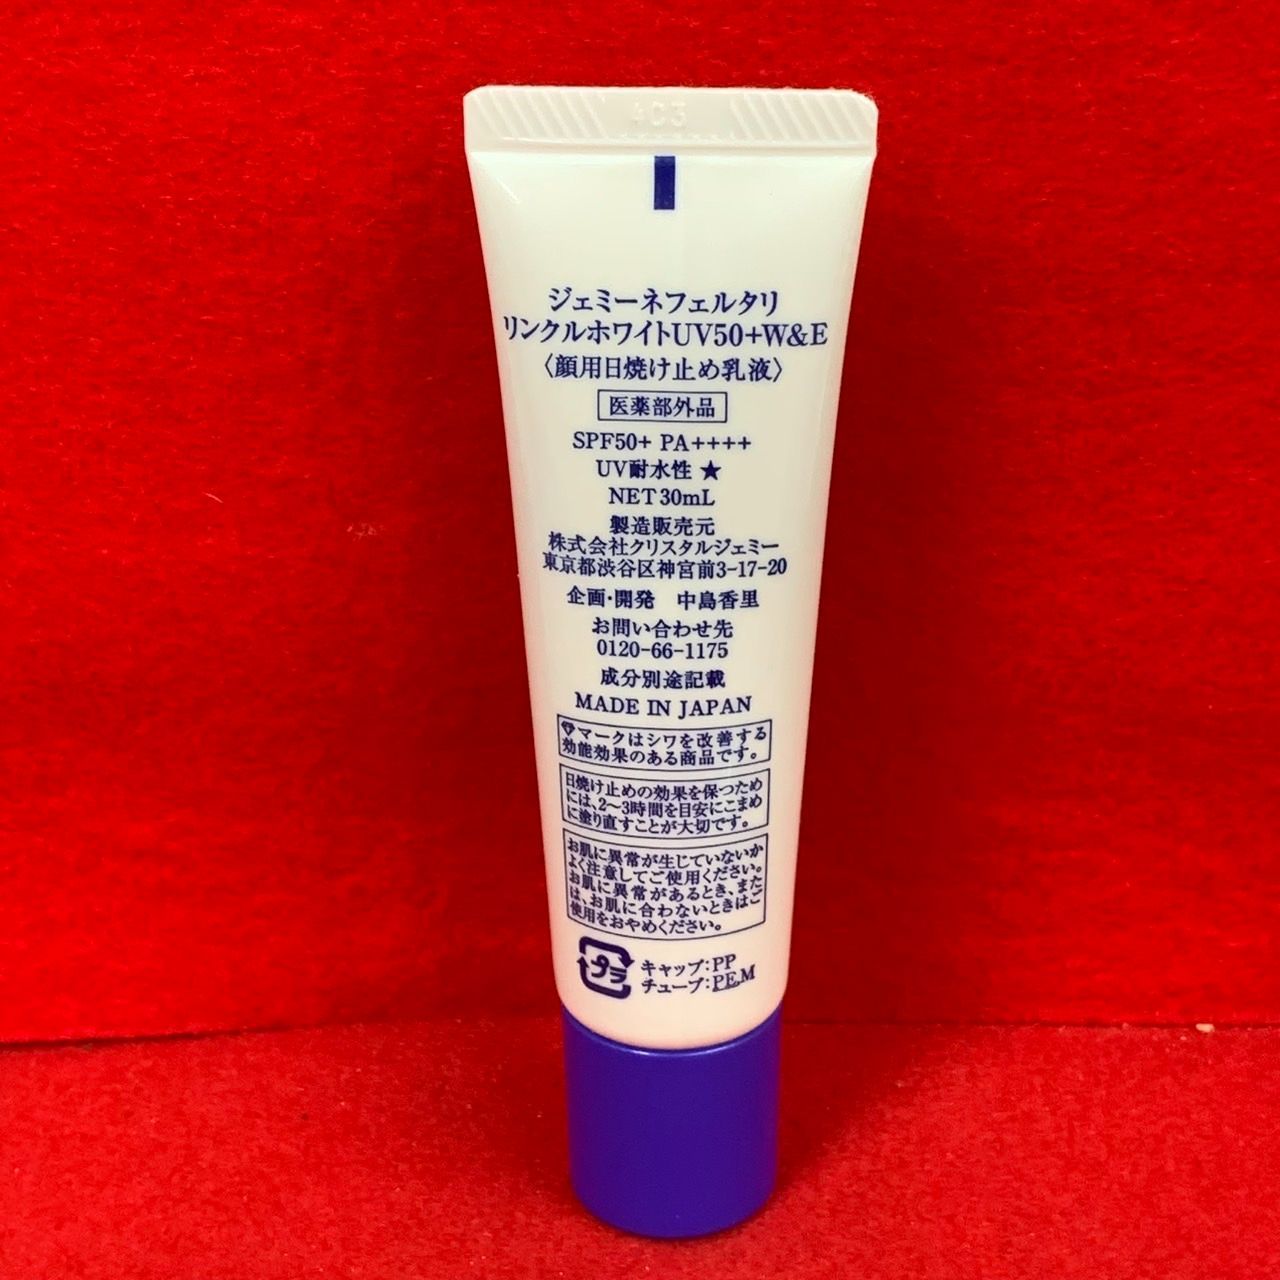 4C3
ジェミーネフェルタリ
リンクルホワイトUV50+W&E
〈顔用日焼け止め乳液〉
医薬部外品
SPF50+ PA++++
UV耐水性 ★
NET 30mL
製造販売元
株式会社クリスタルジェミー
東京都渋谷区神宮前3-17-20
企画・開発 中島香里
お問い合わせ先
0120-66-1175
成分別途記載
MADE IN JAPAN
マークはシワを改善する
効能効果のある商品です。
日焼け止めの効果を保つため
には、2〜3時間を目安にこまめ
に塗り直すことが大切です。
お肌に異常が生じていないか
よく注意してご使用ください。
お肌に異常があるとき、また
は、お肌に合わないときはご
使用をおやめください。
プラ
キャップ:PP
チューブ:PE,M